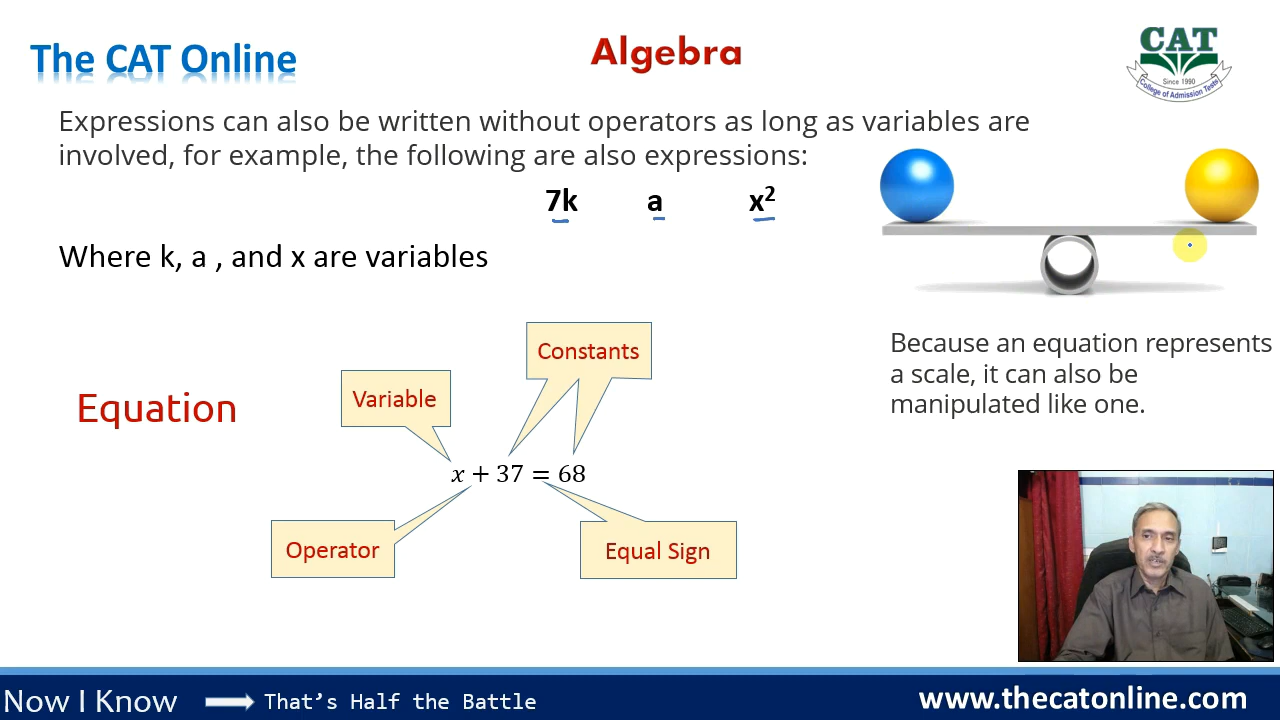 The CAT Online
Algebra
CAT
Since 1990
College of Admission Tests
Expressions can also be written without operators as long as variables are
involved, for example, the following are also expressions:
7k a x²
Where k, a , and x are variables
Because an equation represents
a scale, it can also be
manipulated like one.
Equation
Constants
Variable
x + 37 = 68
Operator
Equal Sign
Now I Know
That's Half the Battle
www.thecatonline.com